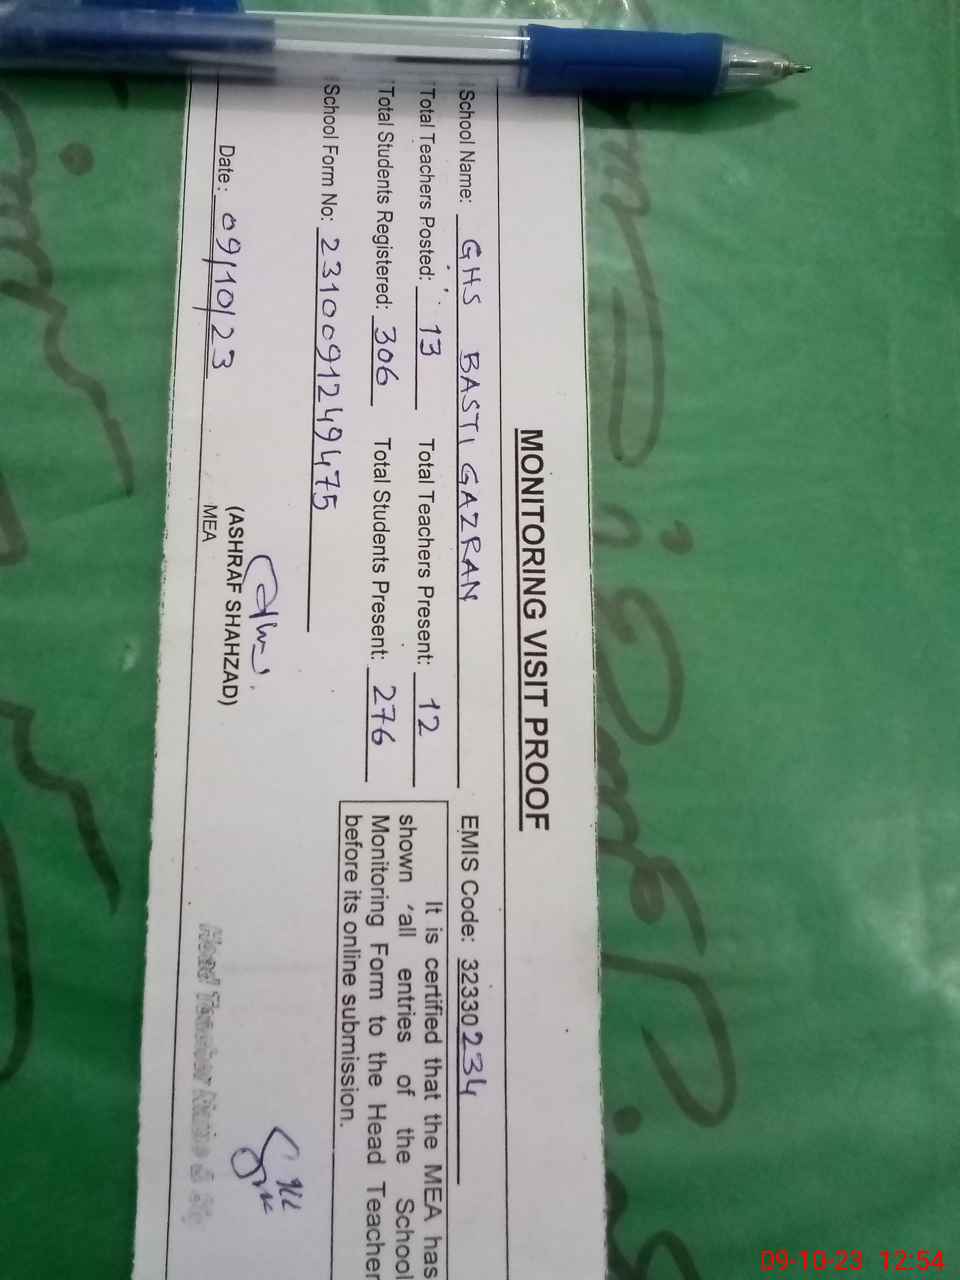 MONITORING VISIT PROOF
School Name: GHS BASTI GAZRAN EMIS Code: 32330234
Total Teachers Posted: 13 Total Teachers Present: 12
Total Students Registered: 306 Total Students Present: 276
School Form No: 2310091249475
It is certified that the MEA has
shown all entries of the School
Monitoring Form to the Head Teacher
before its online submission.
Date: 09/10/23
(ASHRAF SHAHZAD)
MEA
Head Teacher Name &
09-10-23 12:54